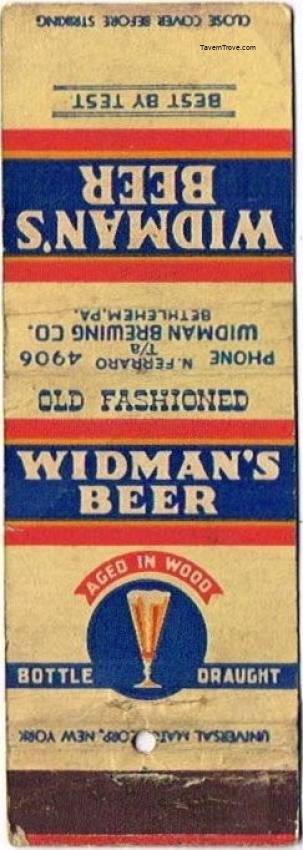 TavernTrove.com
OLD FASHIONED
WIDMAN'S
BEER
AGED IN WOOD
BOTTLE DRAUGHT
UNIVERSAL MATCH CORP, NEW YORK
PHONE N. FERRARO 4906
T/a
WIDMAN BREWING CO.
BETHLEHEM, PA.
WIDMAN'S
BEER
BEST BY TEST
CLOSE COVER BEFORE STRIKING